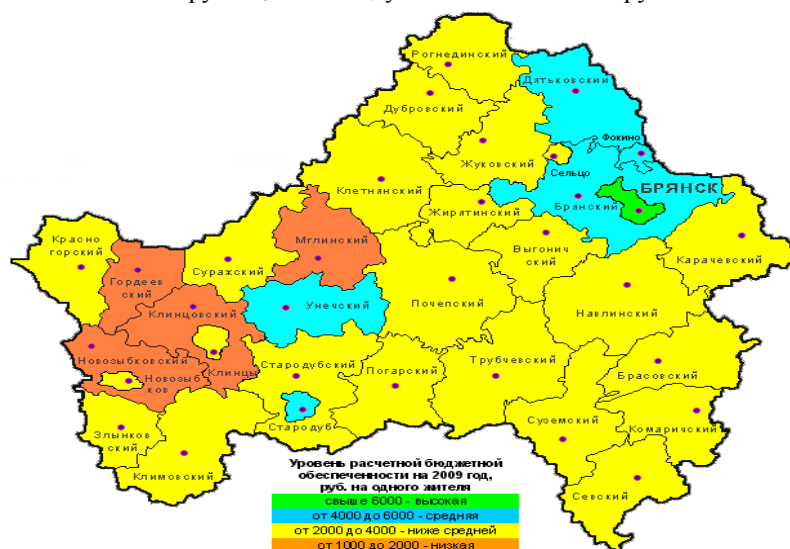 Рогнединский
Дятьковский
Дубровский
Фокино
Жуковский
Сельцо
БРЯНСК
Клетнянский
Брянский
Жирятинский
Мглинский
Красно
горский
Выгонич
ский
Карачевский
Суражский
Гордеев
ский
Унечский
Почепский
Навлинский
Клинцовский
Новозыбковский
Стародубский
Трубчевский
Погарский
Брасовский
Клинцы
Новозыб
ков
Стародуб
Суземский
Комаричский
Злынков
ский
Климовский
Севский
Уровень расчетной бюджетной
обеспеченности на 2009 год,
руб. на одного жителя
свыше 6000 - высокая
от 4000 до 6000 - средняя
от 2000 до 4000 - ниже средней
от 1000 до 2000 - низкая